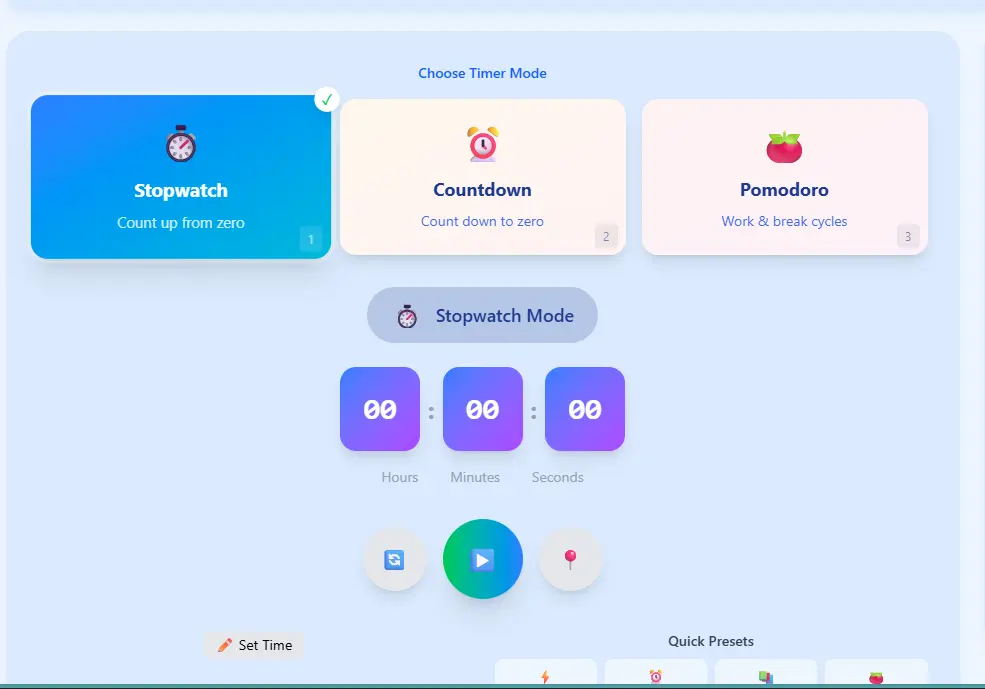 Choose Timer Mode
Stopwatch
Count up from zero
1
Countdown
Count down to zero
2
Pomodoro
Work & break cycles
3
Stopwatch Mode
00 : 00 : 00
Hours Minutes Seconds
Set Time
Quick Presets